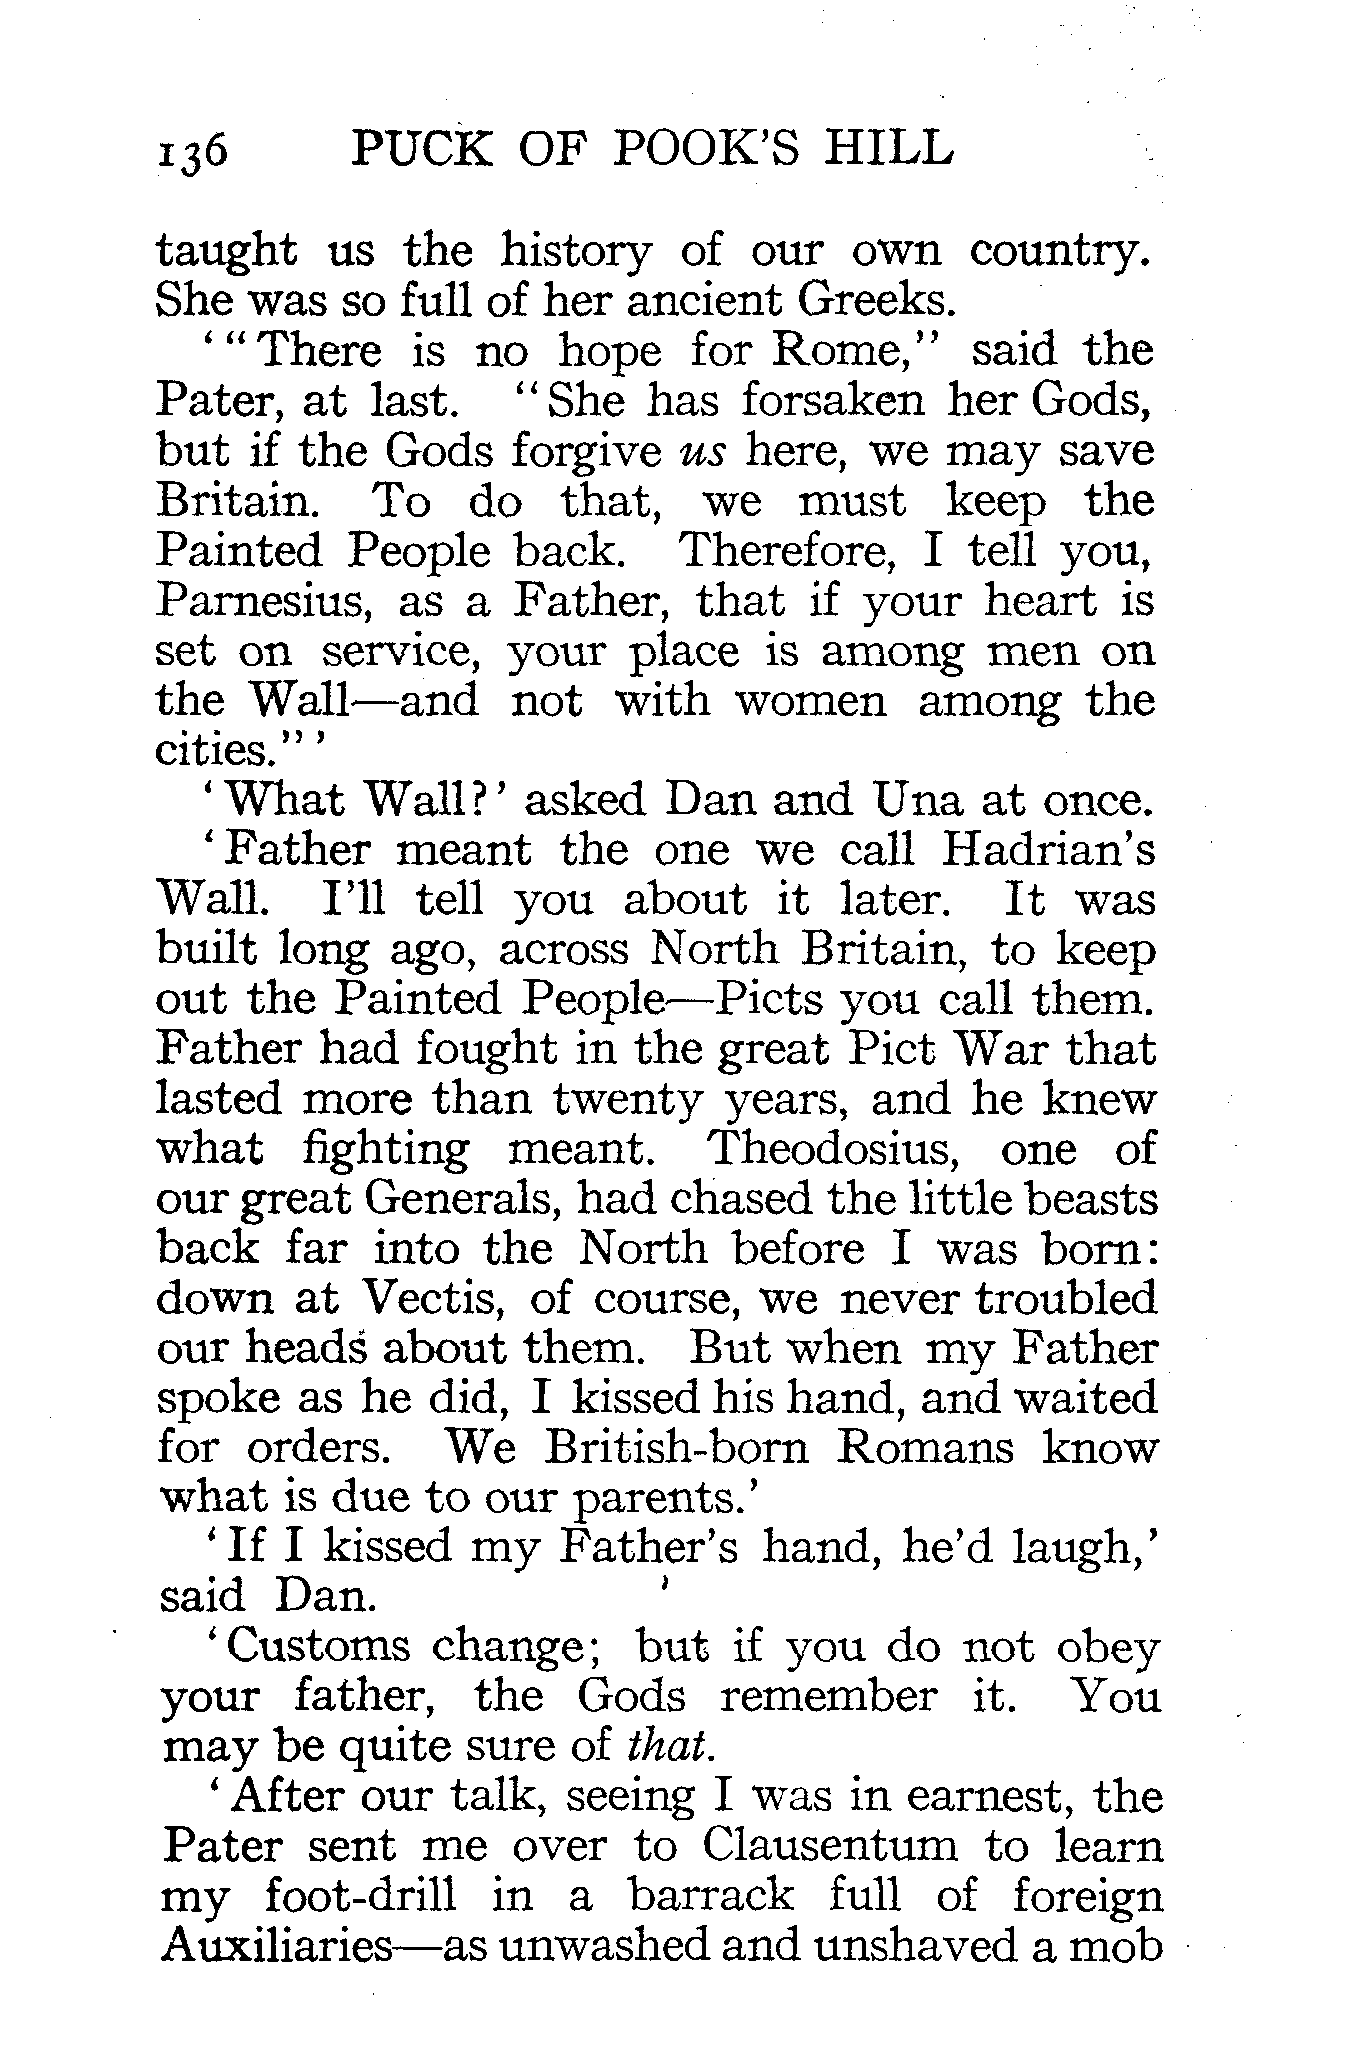 136 PUCK OF POOK'S HILL
taught us the history of our own country.
She was so full of her ancient Greeks.
‘ “There is no hope for Rome,” said the
Pater, at last. “She has forsaken her Gods,
but if the Gods forgive us here, we may save
Britain. To do that, we must keep the
Painted People back. Therefore, I tell you,
Parnesius, as a Father, that if your heart is
set on service, your place is among men on
the Wall—and not with women among the
cities.” ’
‘What Wall?’ asked Dan and Una at once.
‘Father meant the one we call Hadrian’s
Wall. I’ll tell you about it later. It was
built long ago, across North Britain, to keep
out the Painted People—Picts you call them.
Father had fought in the great Pict War that
lasted more than twenty years, and he knew
what fighting meant. Theodosius, one of
our great Generals, had chased the little beasts
back far into the North before I was born:
down at Vectis, of course, we never troubled
our heads about them. But when my Father
spoke as he did, I kissed his hand, and waited
for orders. We British-born Romans know
what is due to our parents.’
‘If I kissed my Father’s hand, he’d laugh,’
said Dan.
‘Customs change; but if you do not obey
your father, the Gods remember it. You
may be quite sure of that.
‘After our talk, seeing I was in earnest, the
Pater sent me over to Clausentum to learn
my foot-drill in a barrack full of foreign
Auxiliaries—as unwashed and unshaved a mob